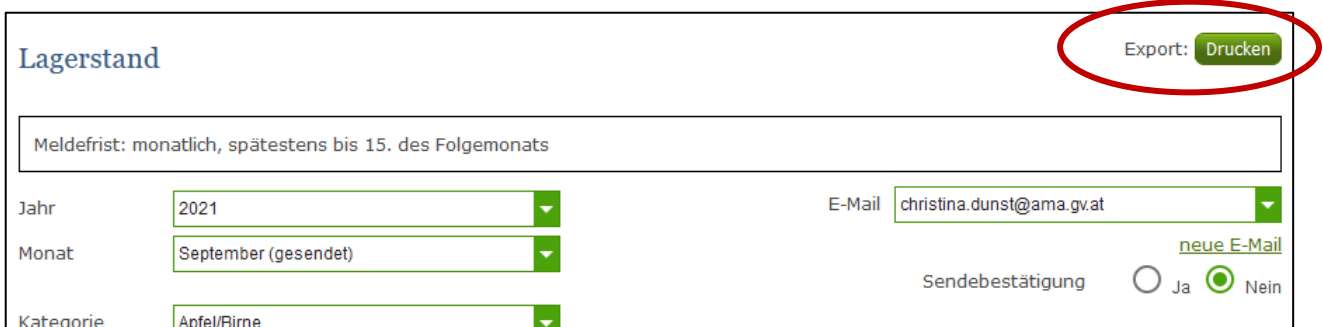 Lagerstand
Export: Drucken
Meldefrist: monatlich, spätestens bis 15. des Folgemonats
Jahr 2021
E-Mail christina.dunst@ama.gv.at
Monat September (gesendet)
neue E-Mail
Sendebestätigung Ja Nein
Kategorie Apfel/Birne